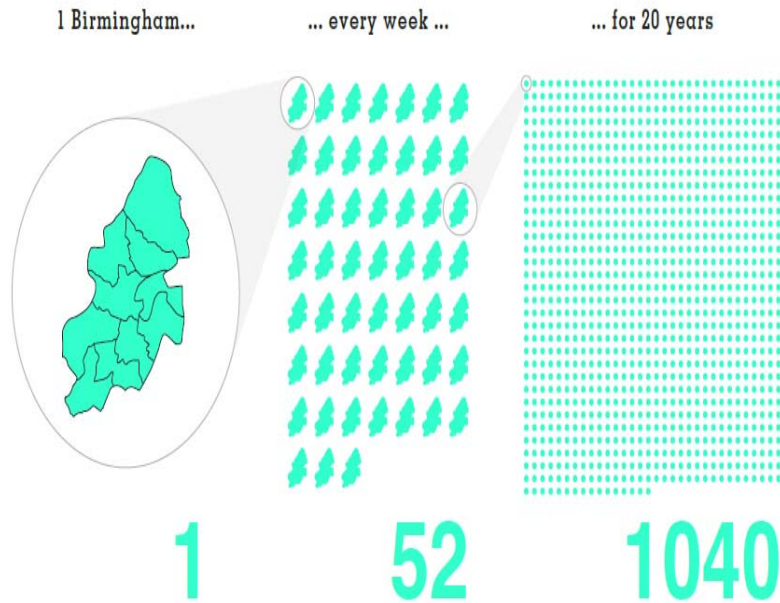 1 Birmingham...
... every week ...
... for 20 years
1
52
1040